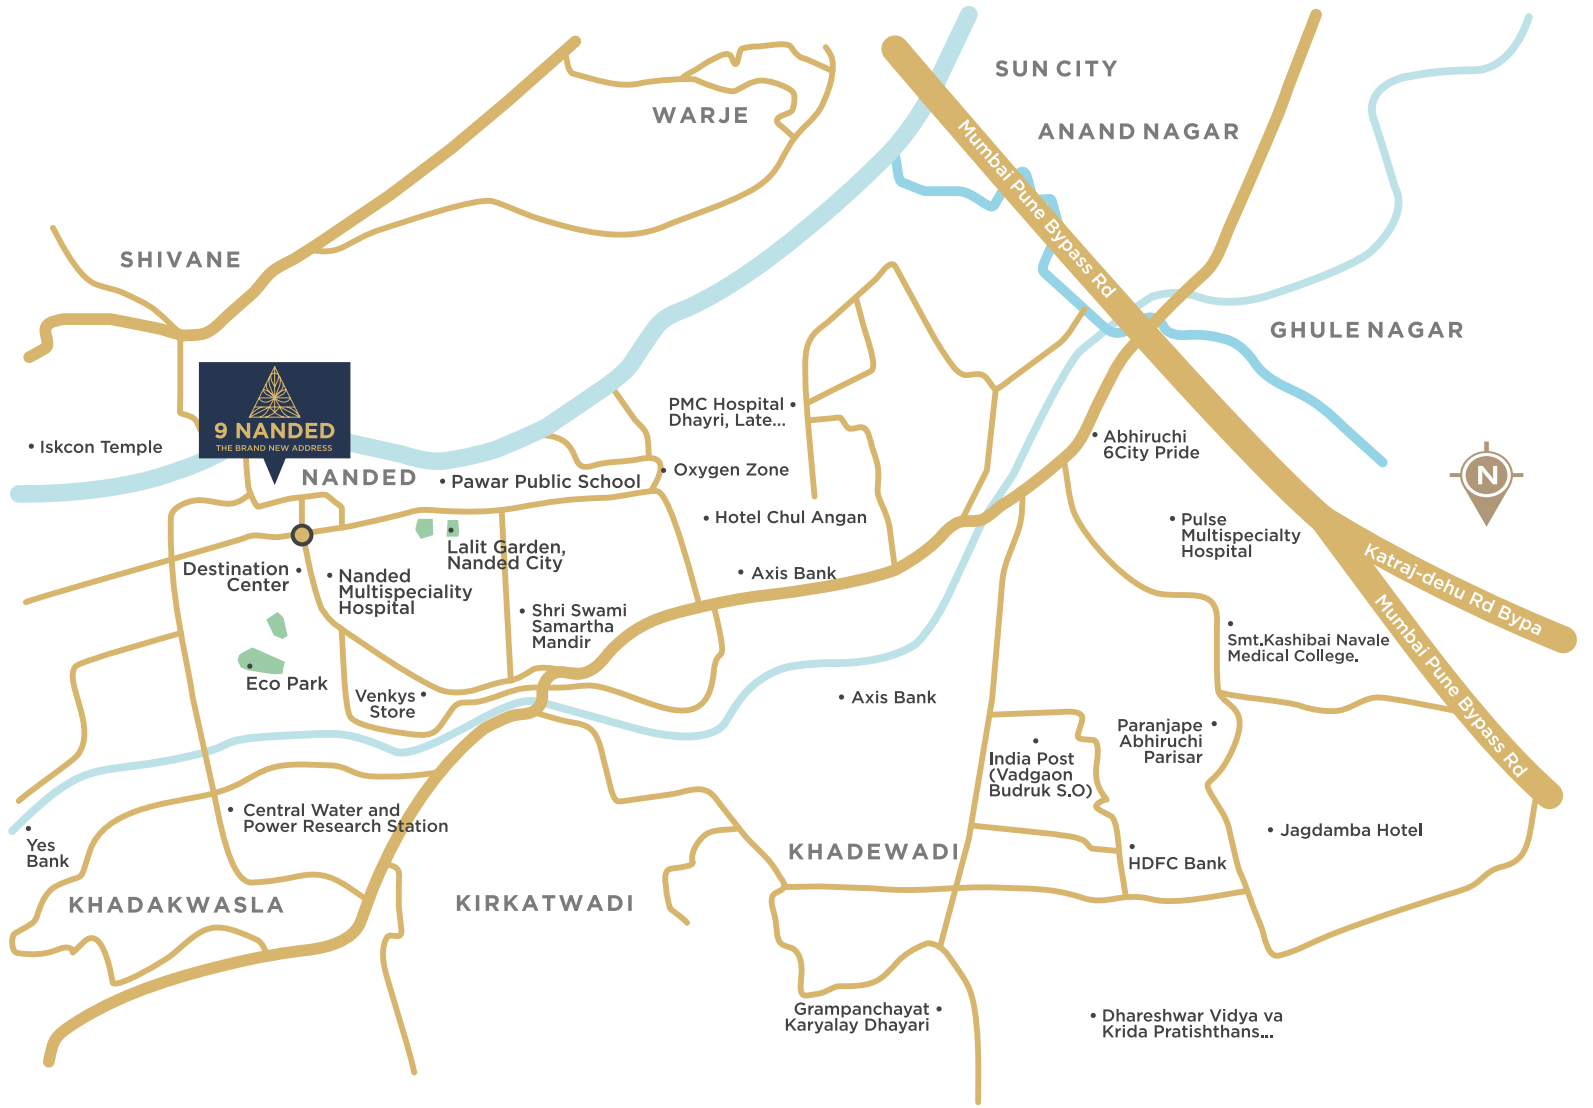 SUN CITY
WARJE
ANAND NAGAR
Mumbai Pune Bypass Rd
SHIVANE
GHULE NAGAR
9 NANDED
THE BRAND NEW ADDRESS
PMC Hospital
Dhayri, Late...
Iskcon Temple
Abhiruchi
6City Pride
NANDED
Pawar Public School
Oxygen Zone
N
Hotel Chul Angan
Pulse
Multispecialty
Hospital
Lalit Garden,
Nanded City
Katraj-dehu Rd Bypa
Destination
Center
Nanded
Multispeciality
Hospital
Axis Bank
Shri Swami
Samartha
Mandir
Mumbai Pune Bypass Rd
Smt.Kashibai Navale
Medical College.
Eco Park
Venkys
Store
Axis Bank
Paranjape
Abhiruchi
Parisar
India Post
(Vadgaon
Budruk S.O)
Central Water and
Power Research Station
Yes
Bank
Jagdamba Hotel
KHADEWADI
HDFC Bank
KHADAKWASLA
KIRKATWADI
Grampanchayat
Karyalay Dhayari
Dhareshwar Vidya va
Krida Pratishthans...